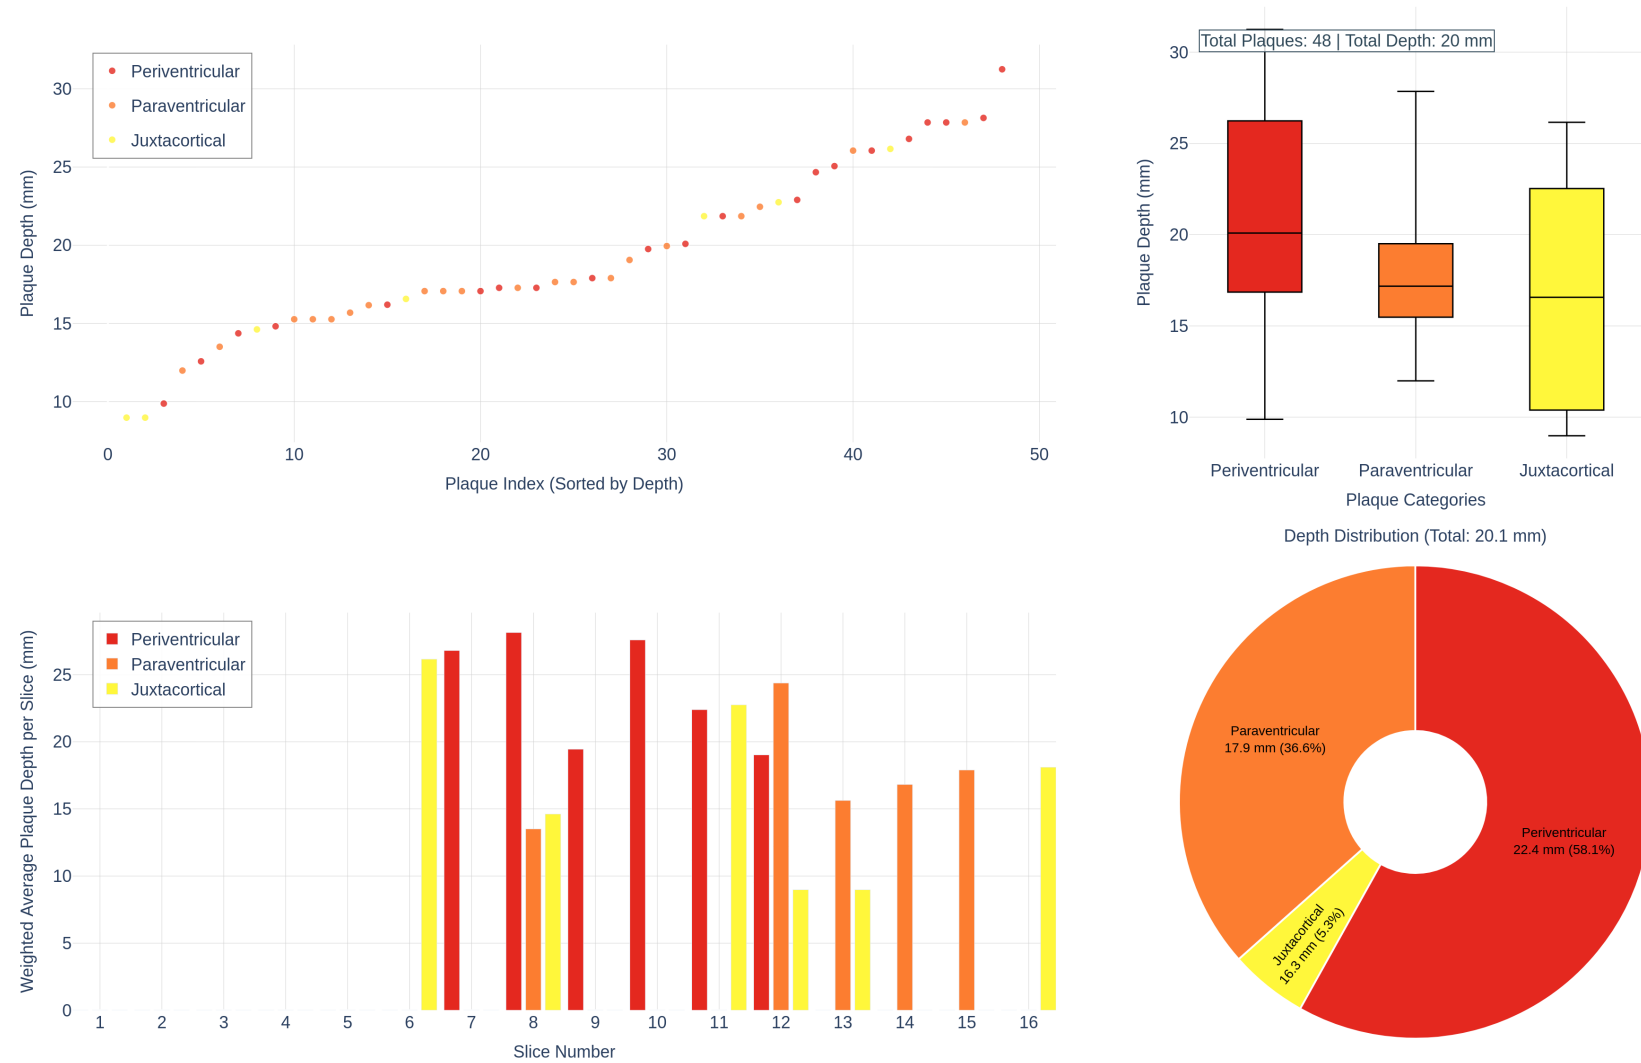 Periventricular
Paraventricular
Juxtacortical
30
25
20
15
10
0
10
20
30
40
50
Plaque Depth (mm)
Plaque Index (Sorted by Depth)
Total Plaques: 48 | Total Depth: 20 mm
30
25
20
15
10
Plaque Depth (mm)
Periventricular
Paraventricular
Juxtacortical
Plaque Categories
Periventricular
Paraventricular
Juxtacortical
25
20
15
10
5
0
1
2
3
4
5
6
7
8
9
10
11
12
13
14
15
16
Weighted Average Plaque Depth per Slice (mm)
Slice Number
Depth Distribution (Total: 20.1 mm)
Paraventricular
17.9 mm (36.6%)
Periventricular
22.4 mm (58.1%)
Juxtacortical
16.3 mm (5.3%)